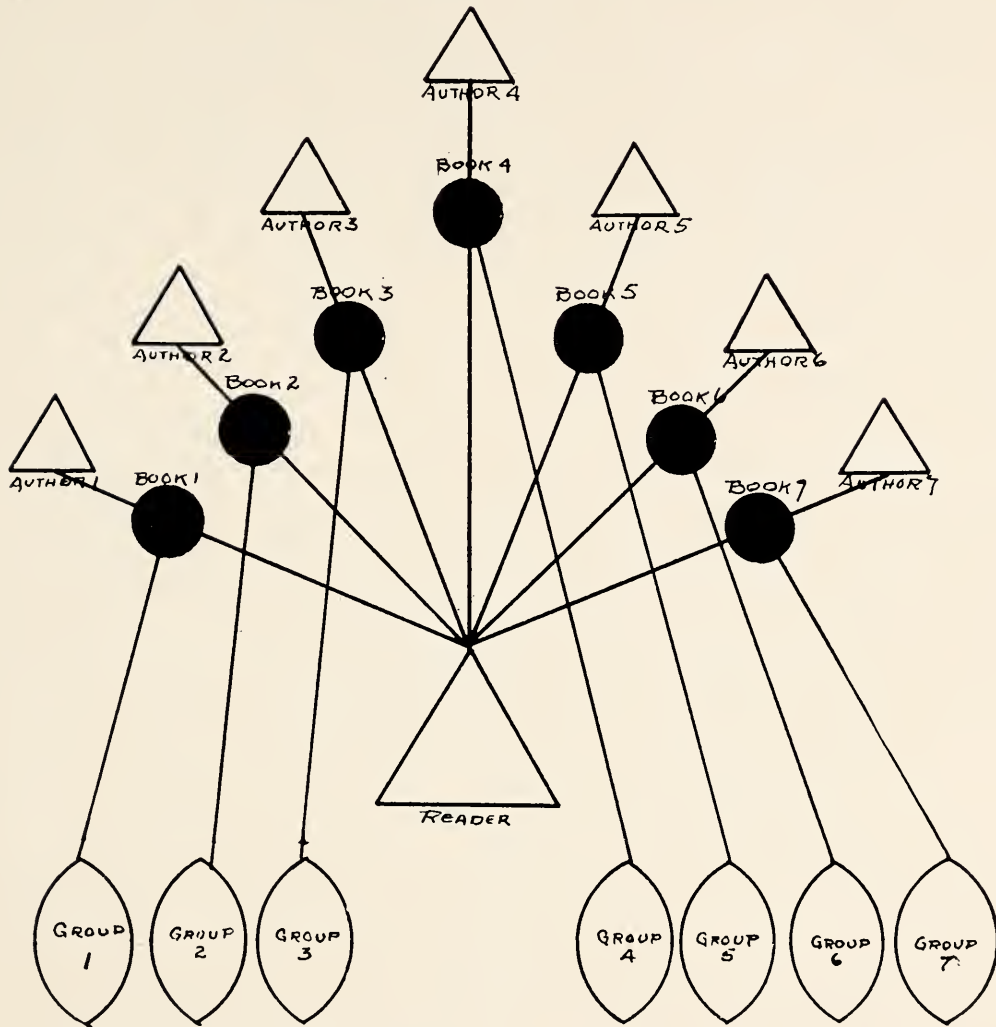 AUTHOR 4
BOOK 4
AUTHOR 3
AUTHOR 5
BOOK 3
BOOK 5
AUTHOR 2
AUTHOR 6
BOOK 2
BOOK 6
AUTHOR 1
BOOK 1
BOOK 7
AUTHOR 7
READER
GROUP
1
GROUP
2
GROUP
3
GROUP
4
GROUP
5
GROUP
6
GROUP
7